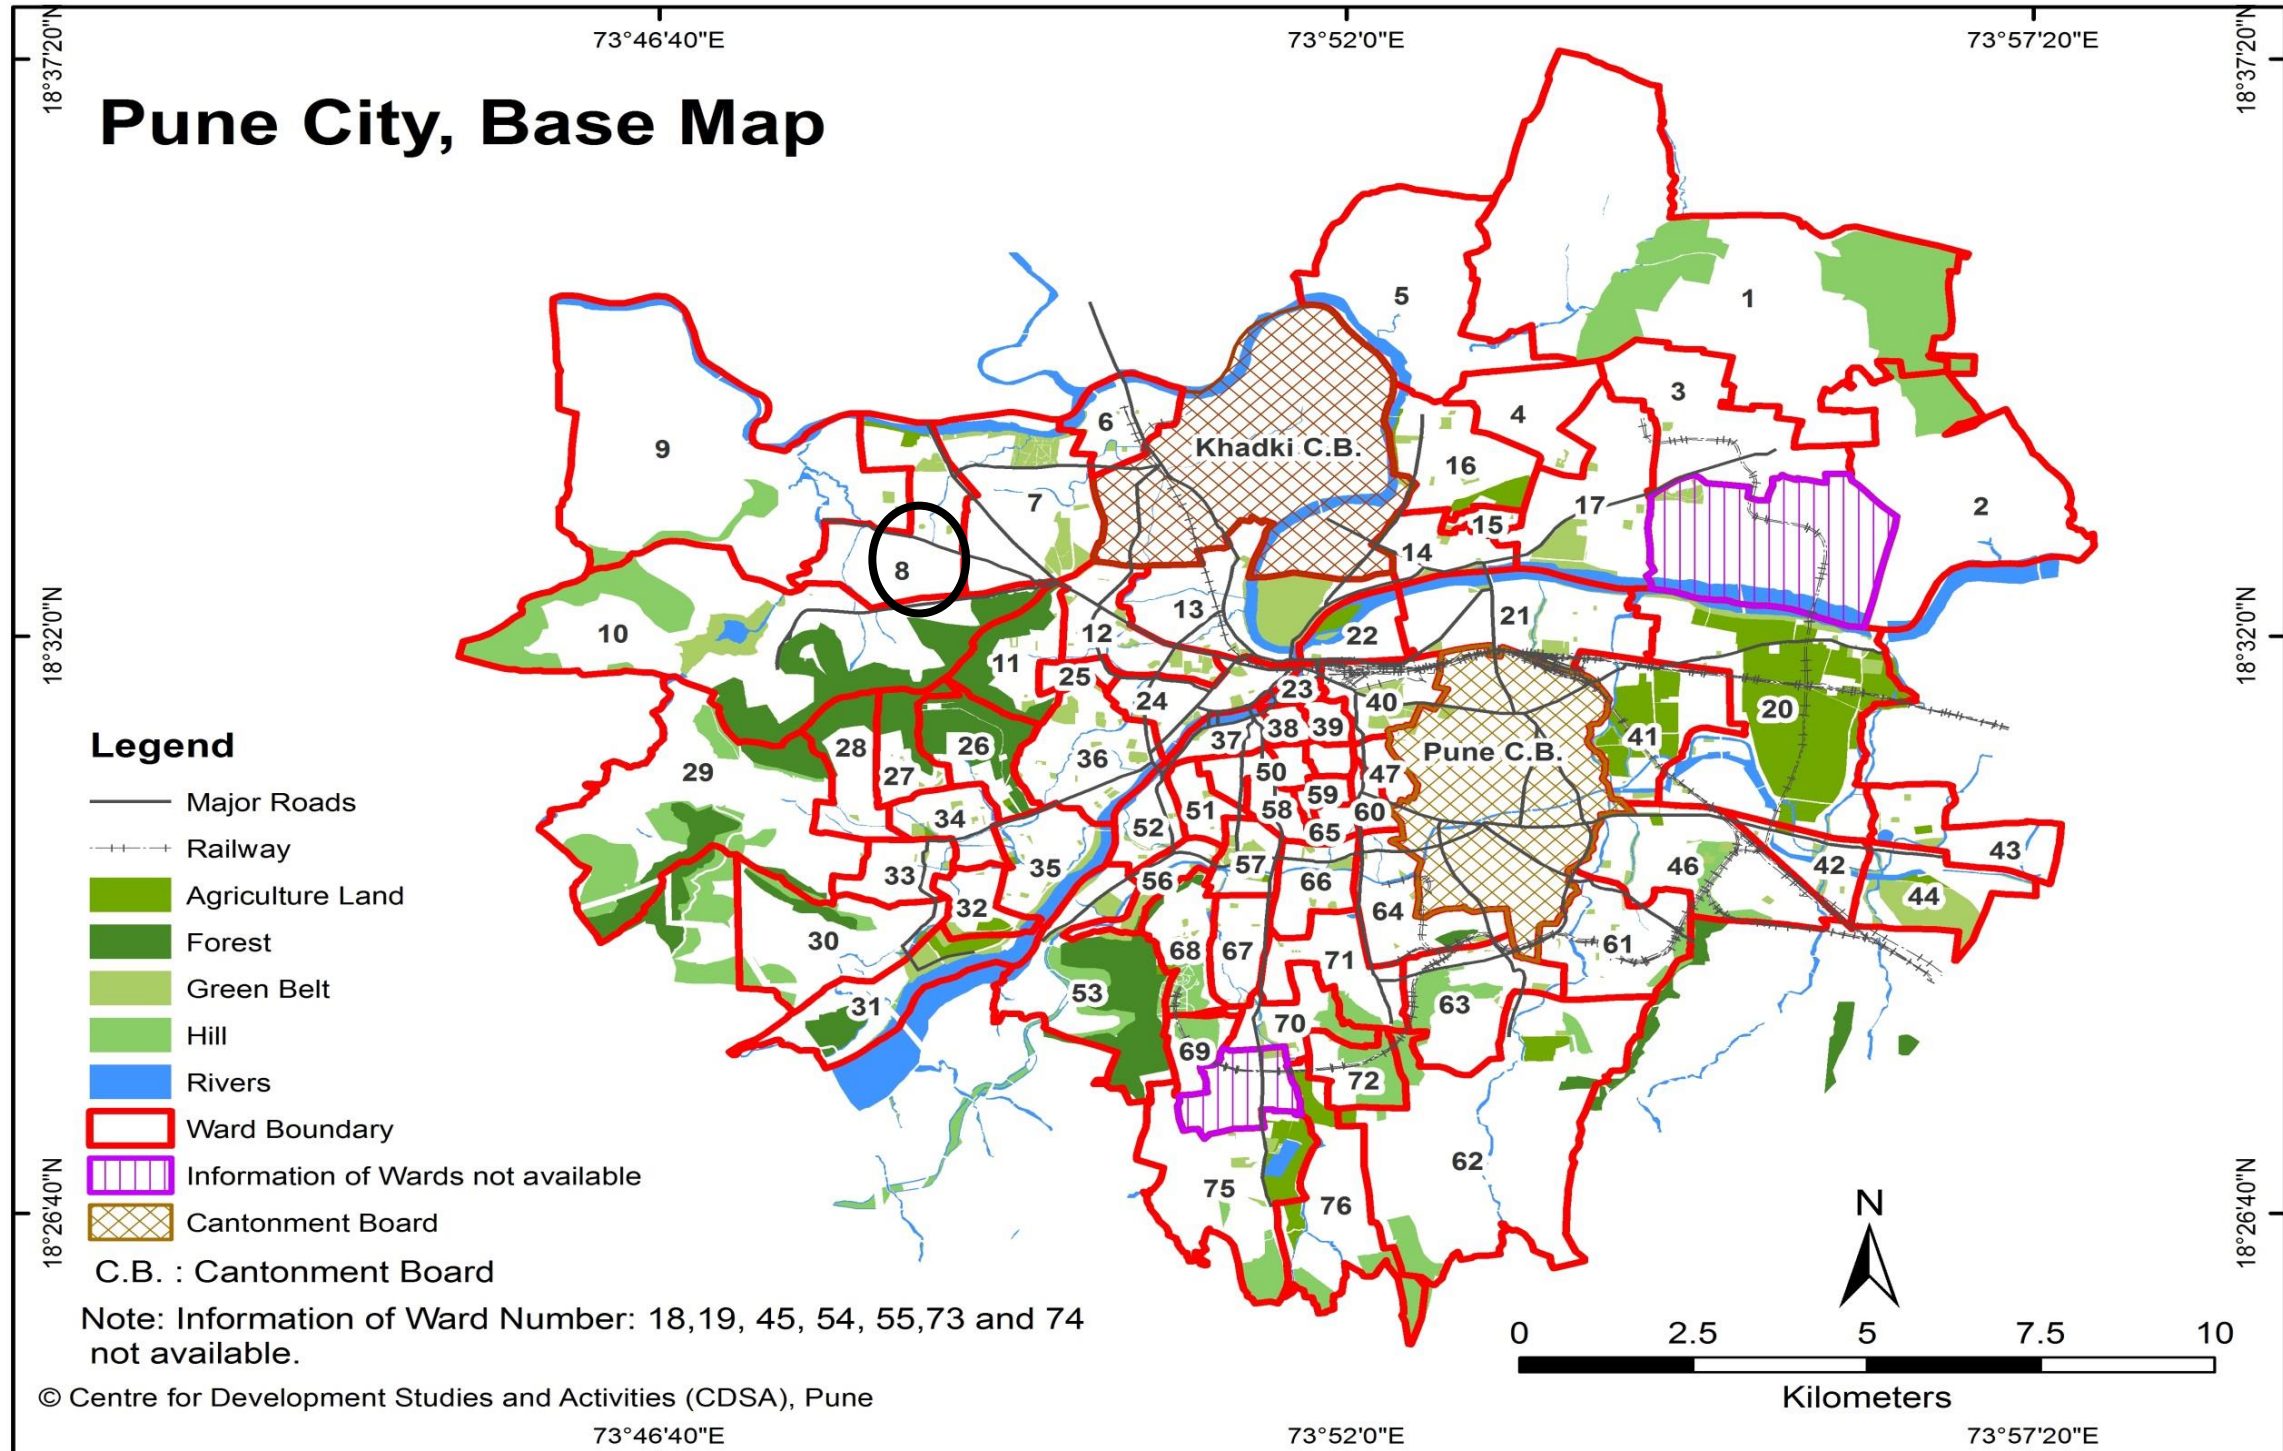 73°46'40"E 73°52'0"E 73°57'20"E
18°37'20"N 18°37'20"N
Pune City, Base Map
5
1
3
6 4
9 Khadki C.B. 16
7 17 2
15
14
8
13 21
10 12 22
11
25 23
24 40
38 39 20
37 41
28 26 36 Pune C.B.
29 27 50 47
59
51 58 60
34 52 65
33 35 57 46 42 43
56 66
32 64 44
30 68 67 71 61
53
31 63
70
69
72
62
75
76
18°32'0"N 18°32'0"N
Legend
Major Roads
Railway
Agriculture Land
Forest
Green Belt
Hill
Rivers
Ward Boundary
Information of Wards not available
Cantonment Board
C.B. : Cantonment Board
Note: Information of Ward Number: 18,19, 45, 54, 55,73 and 74
not available.
© Centre for Development Studies and Activities (CDSA), Pune
18°26'40"N 18°26'40"N
N
0 2.5 5 7.5 10
Kilometers
73°46'40"E 73°52'0"E 73°57'20"E